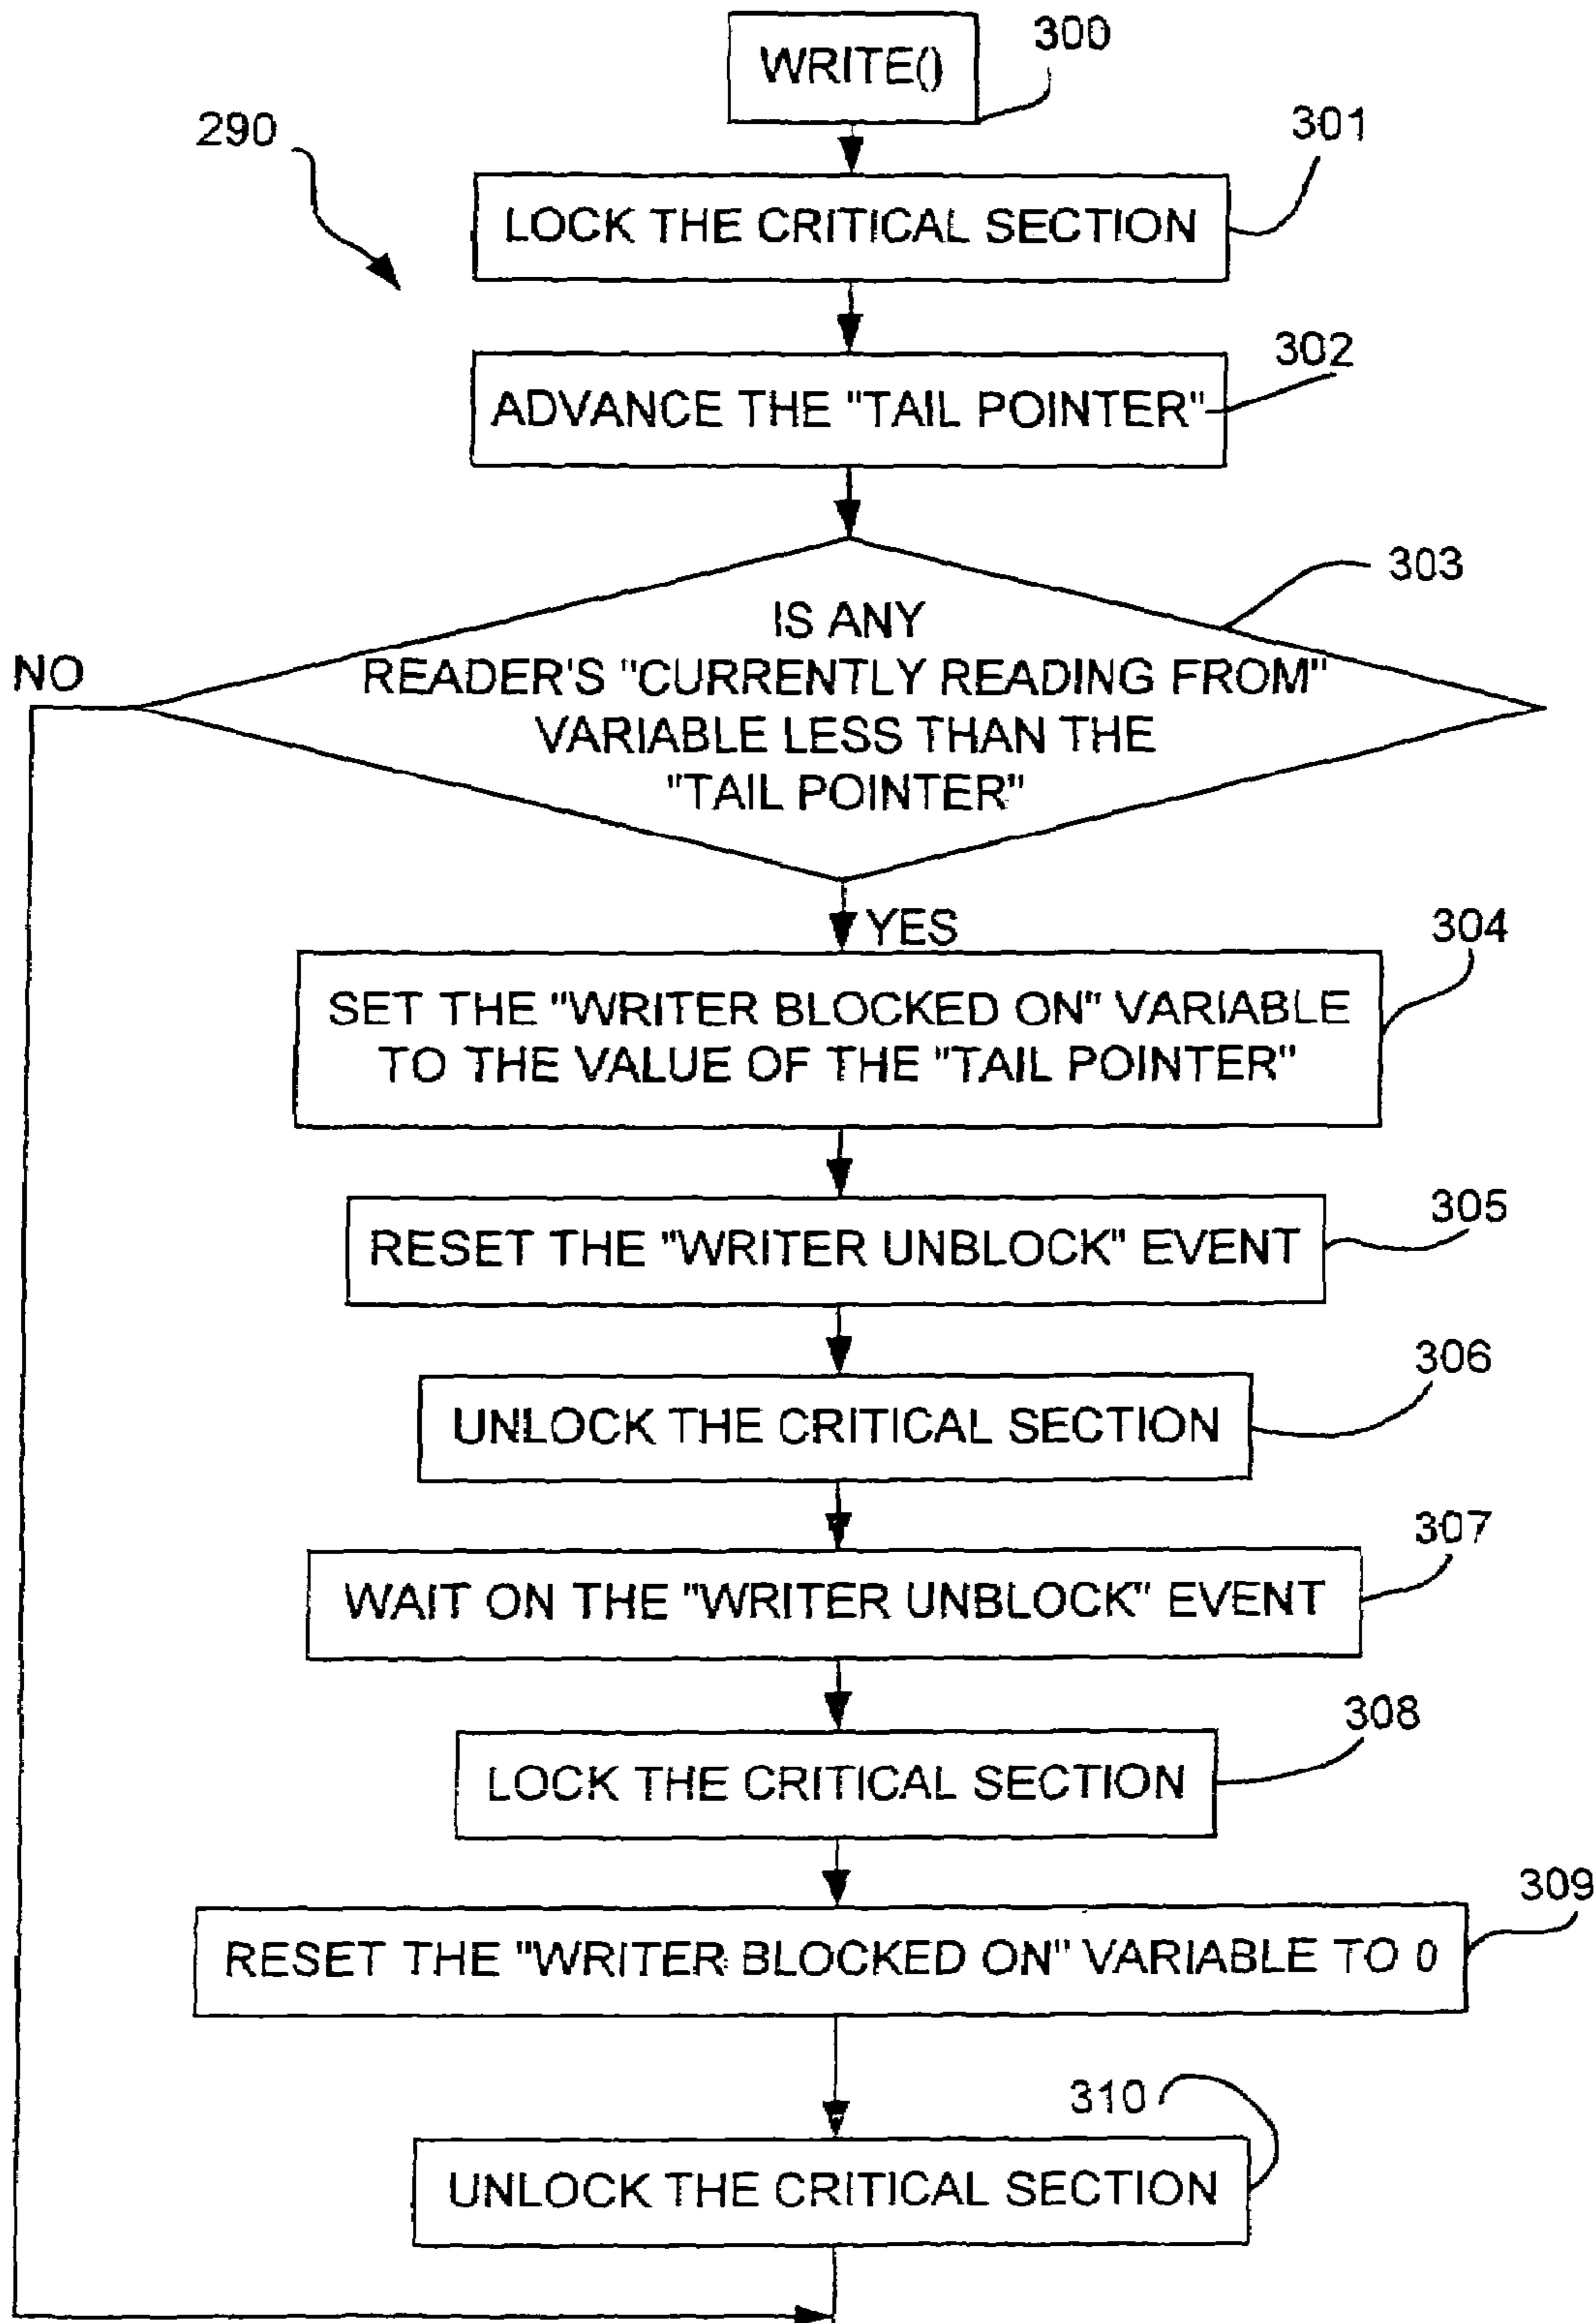 WRITE()
300
290
301
LOCK THE CRITICAL SECTION
302
ADVANCE THE "TAIL POINTER"
303
IS ANY
NO
READER'S "CURRENTLY READING FROM"
VARIABLE LESS THAN THE
"TAIL POINTER"
YES
304
SET THE "WRITER BLOCKED ON" VARIABLE
TO THE VALUE OF THE "TAIL POINTER"
305
RESET THE "WRITER UNBLOCK" EVENT
306
UNLOCK THE CRITICAL SECTION
307
WAIT ON THE "WRITER UNBLOCK" EVENT
308
LOCK THE CRITICAL SECTION
309
RESET THE "WRITER BLOCKED ON" VARIABLE TO 0
310
UNLOCK THE CRITICAL SECTION